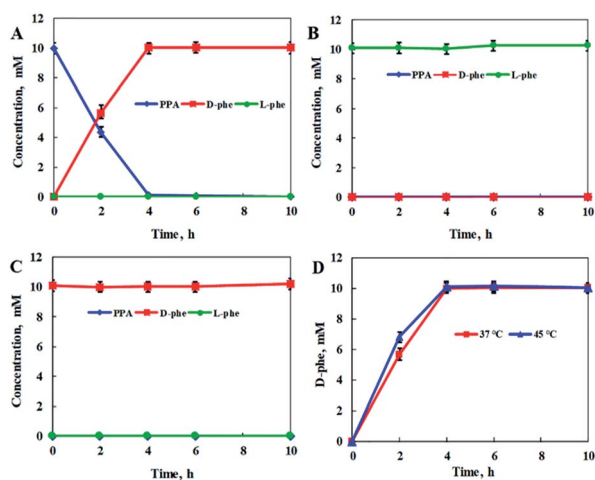 A
Concentration, mM
12
10
8
6
4
2
0
PPA D-phe L-phe
0 2 4 6 8 10
Time, h
B
Concentration, mM
12
10
8
6
4
2
0
PPA D-phe L-phe
0 2 4 6 8 10
Time, h
C
Concentration, mM
12
10
8
6
4
2
0
PPA D-phe L-phe
0 2 4 6 8 10
Time, h
D
D-phe, mM
12
10
8
6
4
2
0
37 °C 45 °C
0 2 4 6 8 10
Time, h